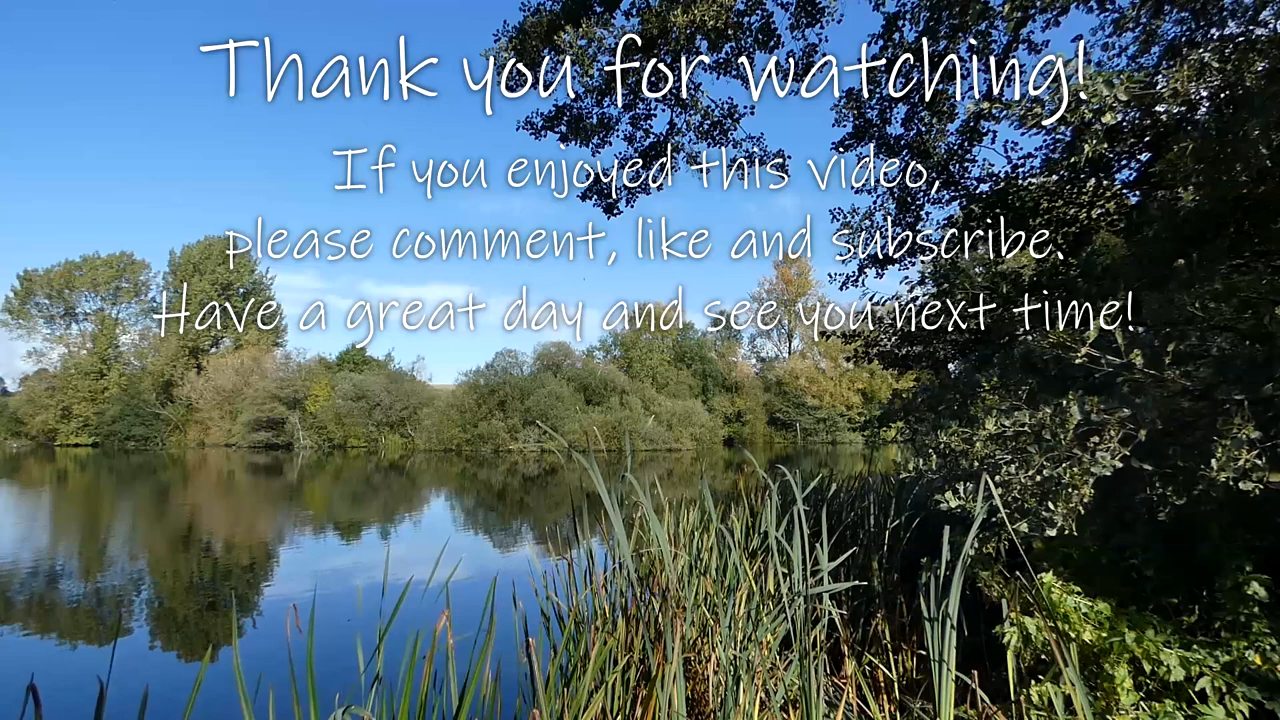 Thank you for watching!
If you enjoyed this video,
please comment, like and subscribe.
Have a great day and see you next time!